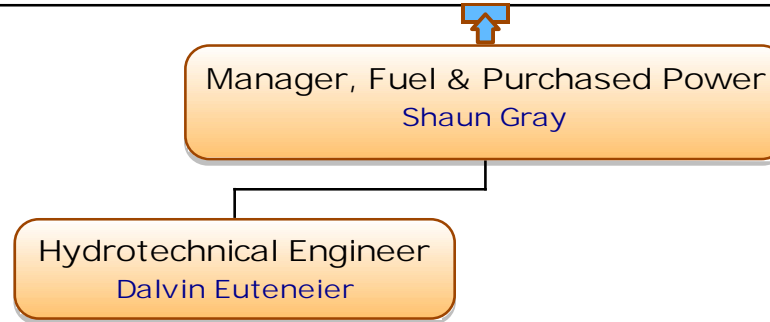 Manager, Fuel & Purchased Power
Shaun Gray
Hydrotechnical Engineer
Dalvin Euteneier